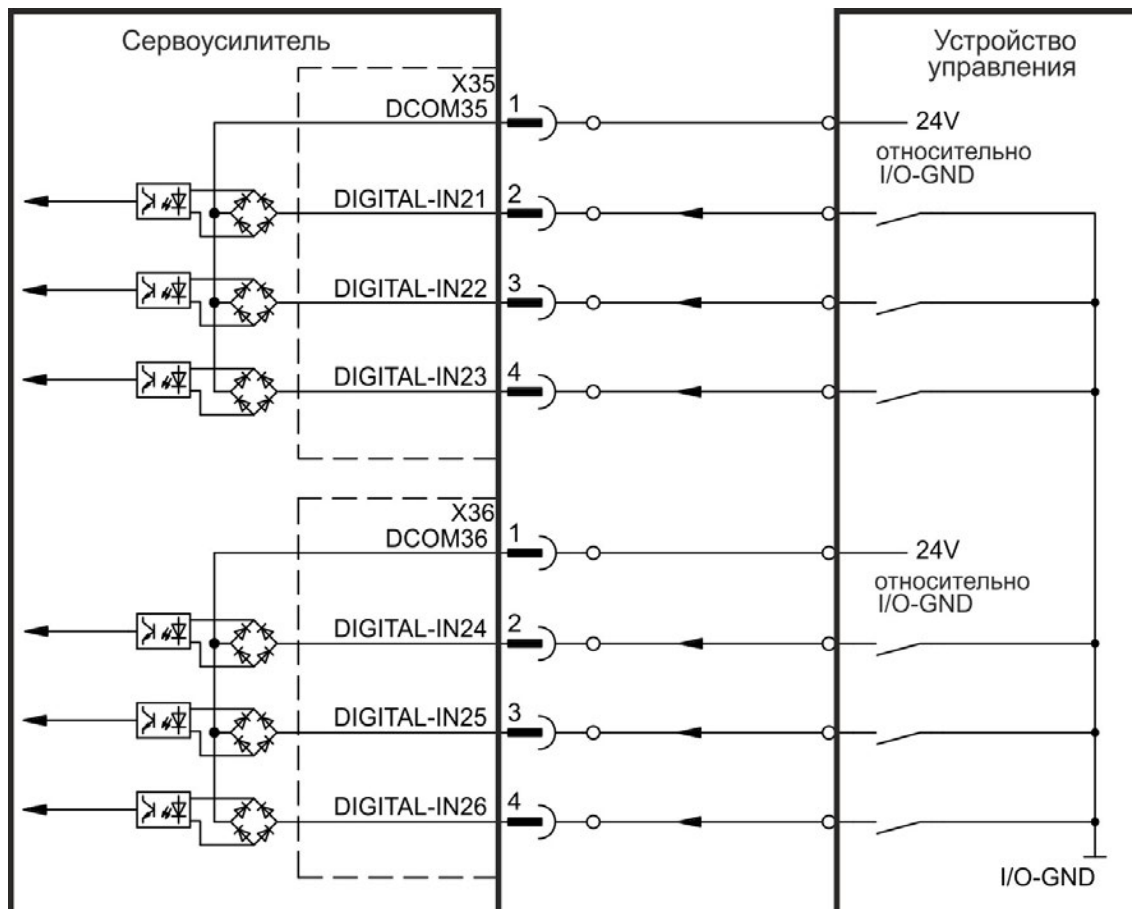 Сервоусилитель
Устройство
управления
X35
DCOM35
1
24V
относительно
I/O-GND
DIGITAL-IN21
2
DIGITAL-IN22
3
DIGITAL-IN23
4
X36
DCOM36
1
24V
относительно
I/O-GND
DIGITAL-IN24
2
DIGITAL-IN25
3
DIGITAL-IN26
4
I/O-GND